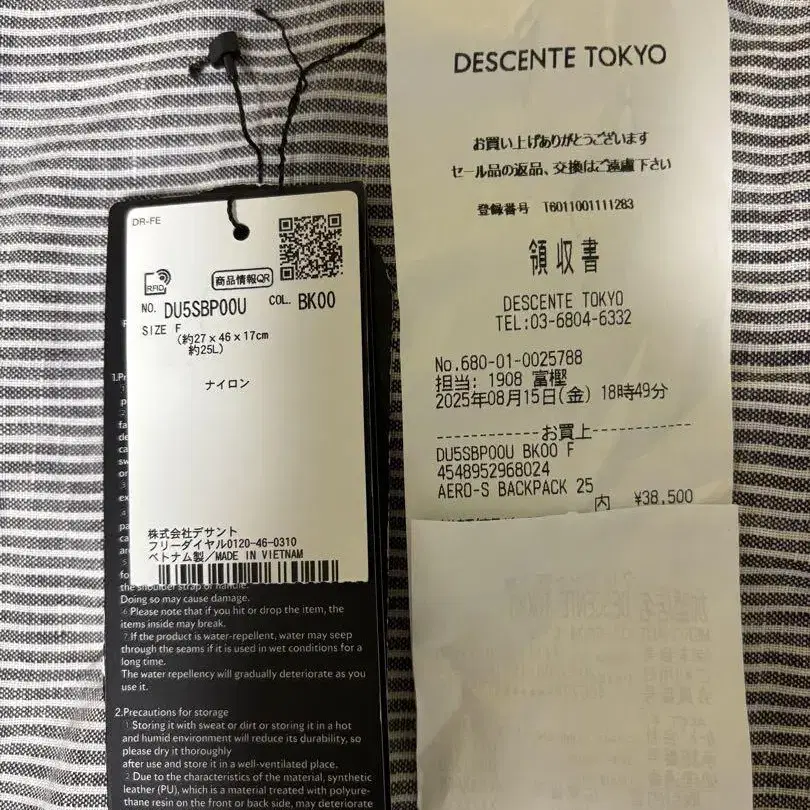 DR-FE
RFID
商品情報QR
NO. DU5SBP00U COL. BK00
SIZE F
(約27×46×17cm
約25L)
ナイロン
株式会社デサント
フリーダイヤル0120-46-0310
ベトナム製/MADE IN VIETNAM
Doing so may cause damage.
6 Please note that if you hit or drop the item, the
items inside may break.
7 If the product is water-repellent, water may seep
through the seams if it is used in wet conditions for a
long time.
The water repellency will gradually deteriorate as you
use it.
2.Precautions for storage
1 Storing it with sweat or dirt or storing it in a hot
and humid environment will reduce its durability, so
please dry it thoroughly
after use and store it in a well-ventilated place.
2 Due to the characteristics of the material, synthetic
leather (PU), which is a material treated with polyure-
thane resin on the front or back side, may deteriorate
DESCENTE TOKYO
お買い上げありがとうございます
セール品の返品、交換はご遠慮下さい
登録番号 T6011001111283
領収書
DESCENTE TOKYO
TEL:03-6804-6332
No.680-01-0025788
担当: 1908 富樫
2025年08月15日(金) 18時49分
------------お買上------------
DU5SBP00U BK00 F
4548952968024
AERO-S BACKPACK 25
内 ¥38,500